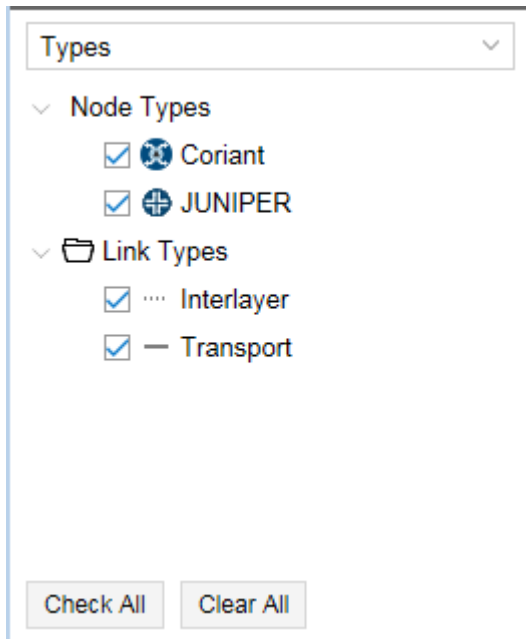 Types
Node Types
Coriant
JUNIPER
Link Types
Interlayer
Transport
Check All
Clear All